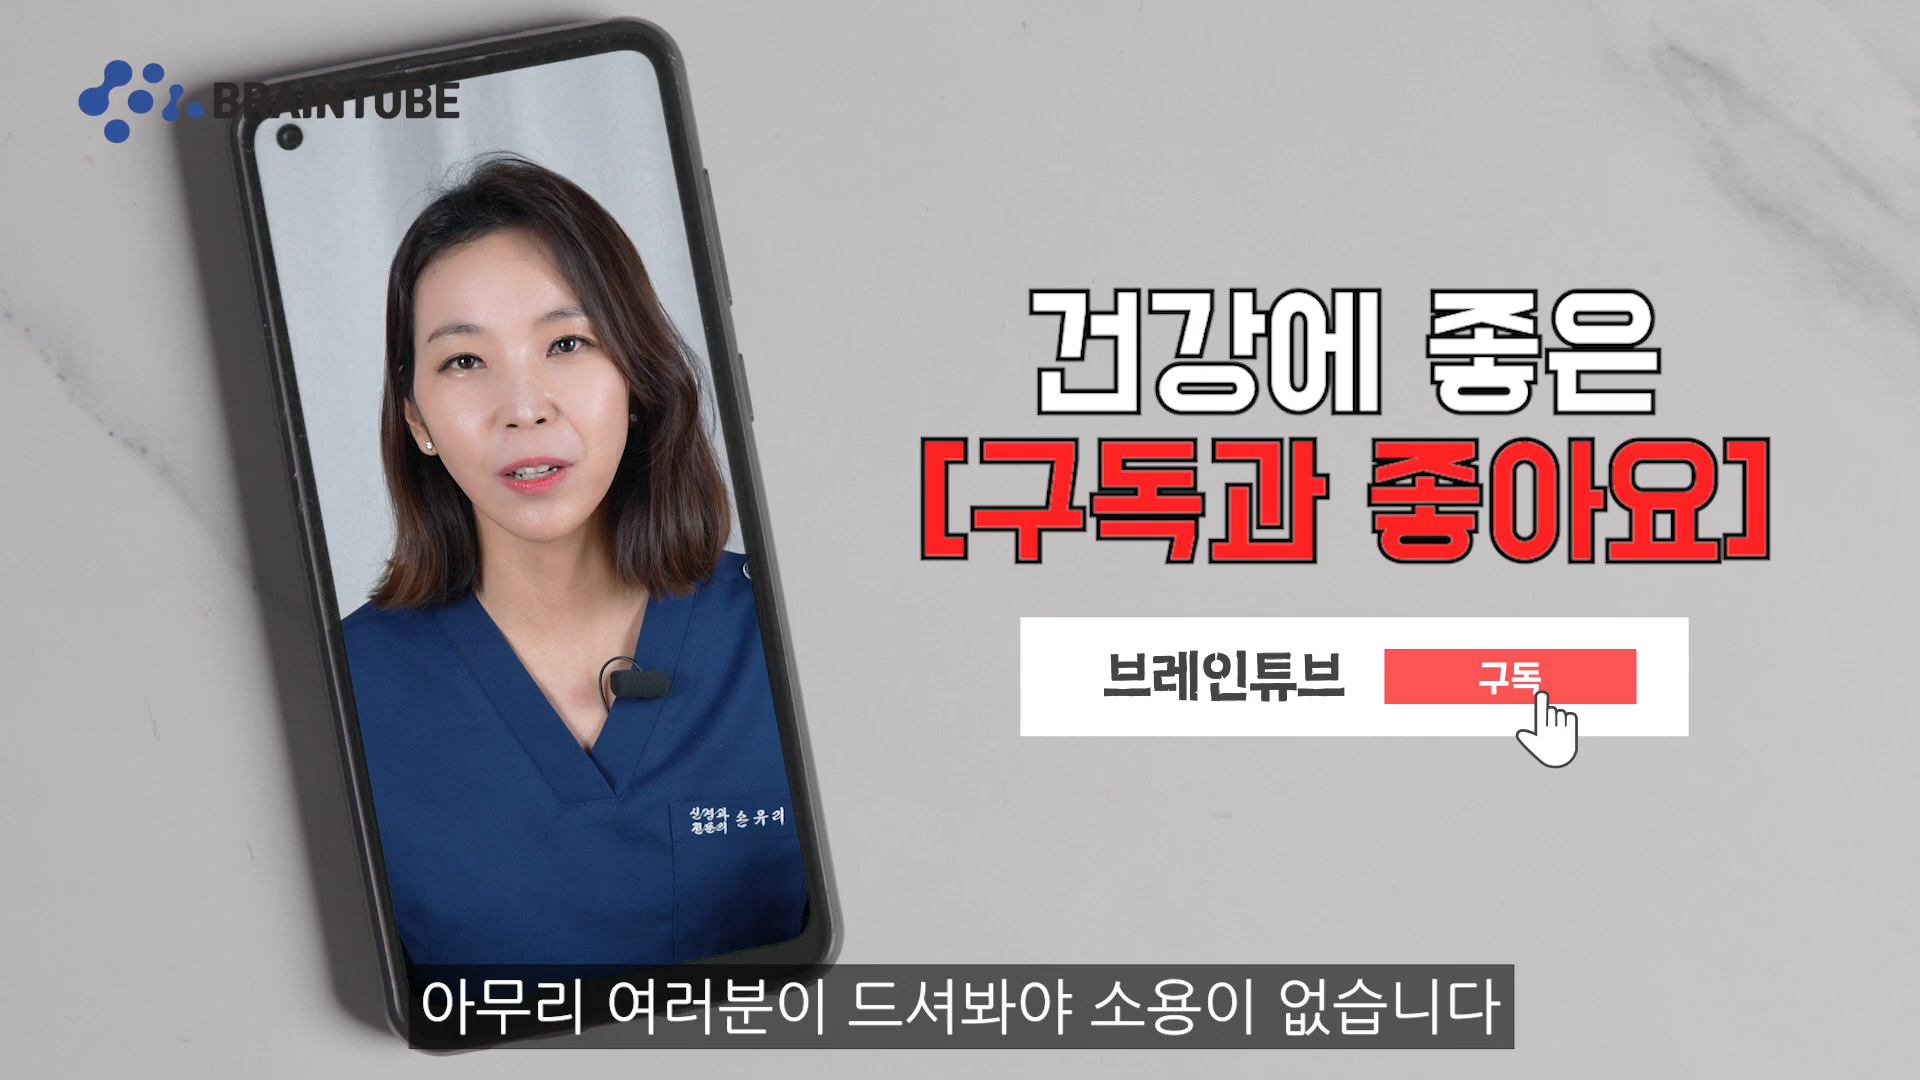 BRAINTUBE
건강에 좋은
[구독과 좋아요]
브레인튜브
구독
신경과
전문의
손유리
아무리 여러분이 드셔봐야 소용이 없습니다